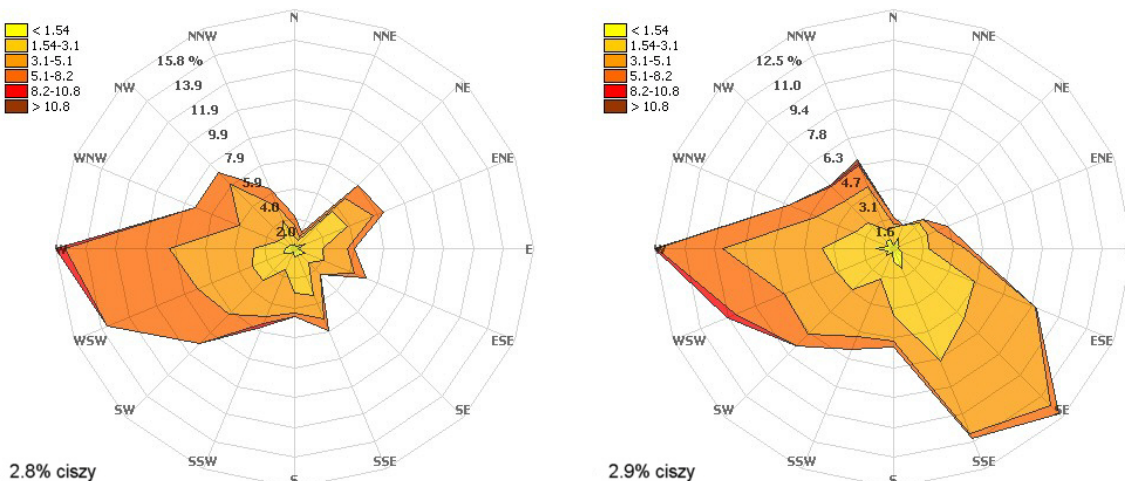 < 1.54
1.54-3.1
3.1-5.1
5.1-8.2
8.2-10.8
> 10.8
N
NNE
NE
ENE
E
ESE
SE
SSE
S
SSW
SW
WSW
W
WNW
NW
NNW
15.8 %
13.9
11.9
9.9
7.9
5.9
4.0
2.0
2.8% ciszy
< 1.54
1.54-3.1
3.1-5.1
5.1-8.2
8.2-10.8
> 10.8
N
NNE
NE
ENE
E
ESE
SE
SSE
S
SSW
SW
WSW
W
WNW
NW
NNW
12.5 %
11.0
9.4
7.8
6.3
4.7
3.1
1.6
2.9% ciszy